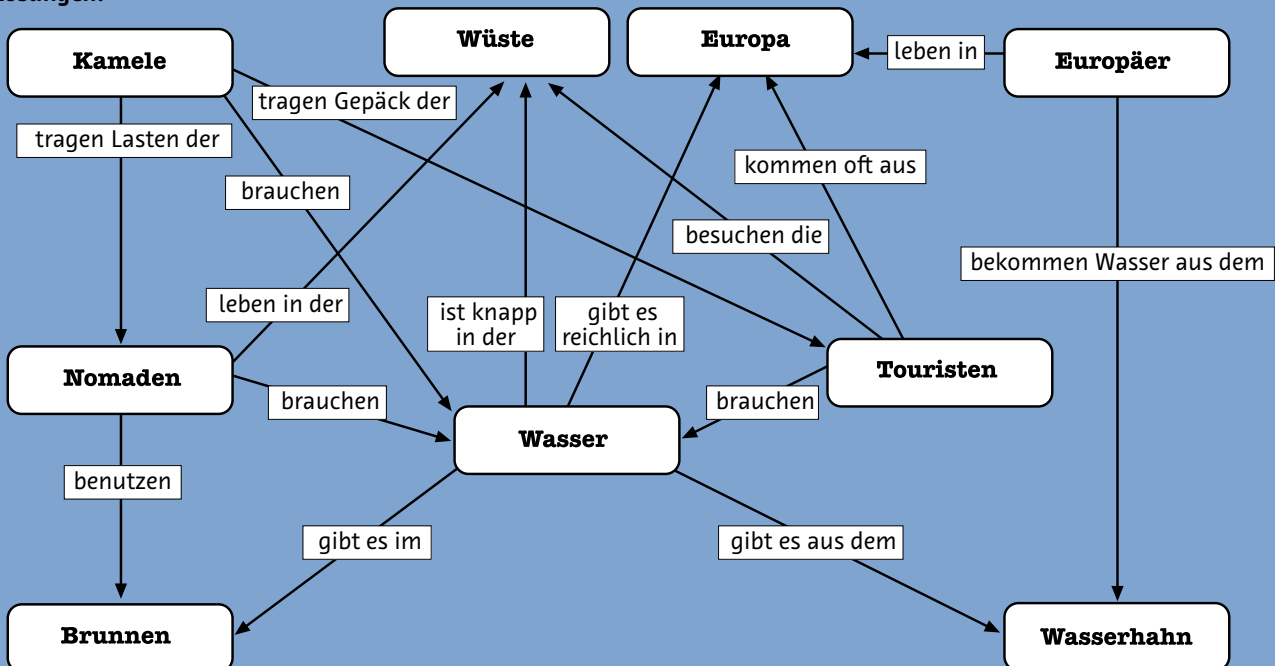 Wüste
Europa
Kamele
leben in
Europäer
tragen Gepäck der
tragen Lasten der
kommen oft aus
brauchen
besuchen die
bekommen Wasser aus dem
leben in der
ist knapp
in der
gibt es
reichlich in
Nomaden
Touristen
brauchen
brauchen
Wasser
benutzen
gibt es im
gibt es aus dem
Brunnen
Wasserhahn